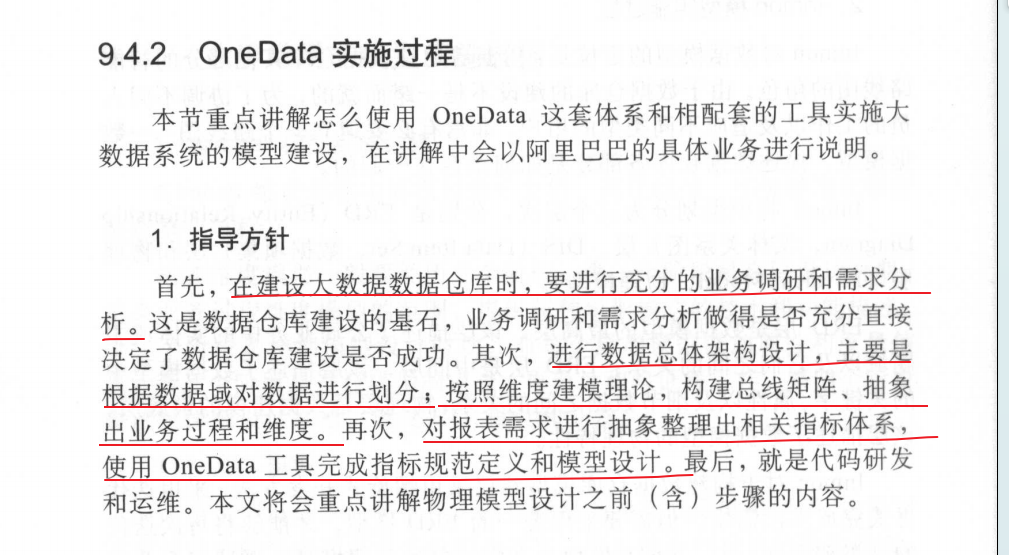 9.4.2 OneData 实施过程
本节重点讲解怎么使用 OneData 这套体系和相配套的工具实施大
数据系统的模型建设，在讲解中会以阿里巴巴的具体业务进行说明。
1．指导方针
首先，在建设大数据数据仓库时，要进行充分的业务调研和需求分
析。这是数据仓库建设的基石，业务调研和需求分析做得是否充分直接
决定了数据仓库建设是否成功。其次，进行数据总体架构设计，主要是
根据数据域对数据进行划分；按照维度建模理论，构建总线矩阵、抽象
出业务过程和维度。再次，对报表需求进行抽象整理出相关指标体系，
使用 OneData 工具完成指标规范定义和模型设计。最后，就是代码研发
和运维。本文将会重点讲解物理模型设计之前（含）步骤的内容。